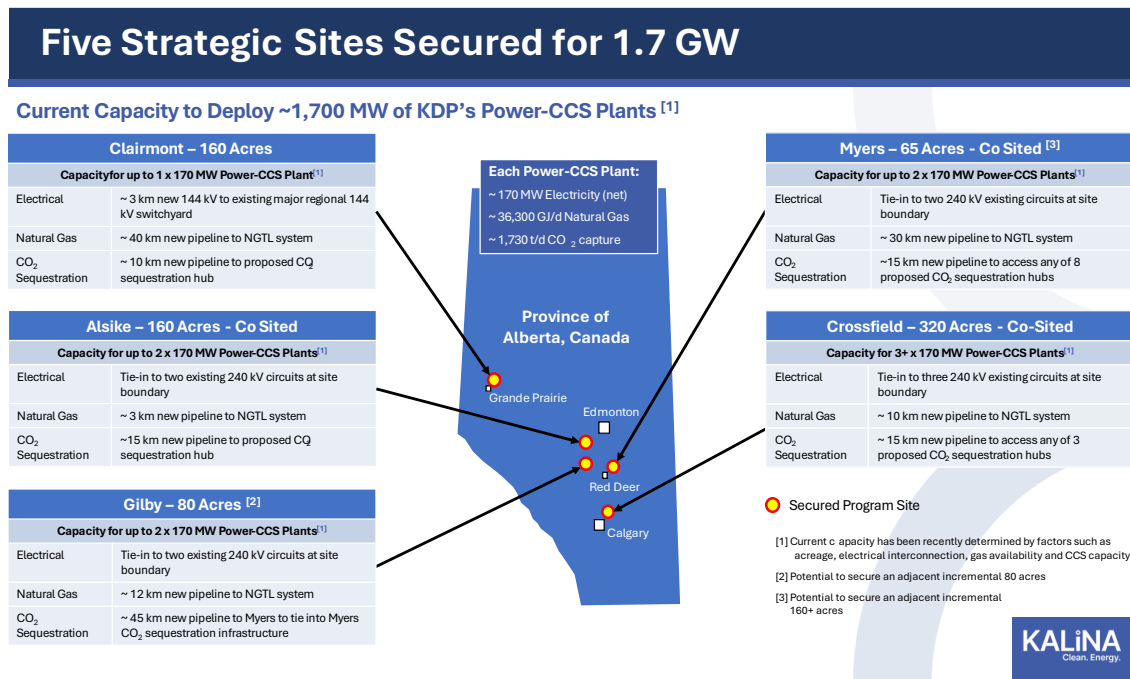 Five Strategic Sites Secured for 1.7 GW
Current Capacity to Deploy ~1,700 MW of KDP's Power-CCS Plants [1]
Clairmont – 160 Acres
Capacity for up to 1 x 170 MW Power-CCS Plant[1]
Electrical
~ 3 km new 144 kV to existing major regional 144
kV switchyard
Natural Gas
~ 40 km new pipeline to NGTL system
CO2
Sequestration
~ 10 km new pipeline to proposed CO2
sequestration hub
Alsike – 160 Acres - Co Sited
Capacity for up to 2 x 170 MW Power-CCS Plants[1]
Electrical
Tie-in to two existing 240 kV circuits at site
boundary
Natural Gas
~ 3 km new pipeline to NGTL system
CO2
Sequestration
~15 km new pipeline to proposed CO2
sequestration hub
Gilby – 80 Acres [2]
Capacity for up to 2 x 170 MW Power-CCS Plants[1]
Electrical
Tie-in to two existing 240 kV circuits at site
boundary
Natural Gas
~ 12 km new pipeline to NGTL system
CO2
Sequestration
~ 45 km new pipeline to Myers to tie into Myers
CO2 sequestration infrastructure
Each Power-CCS Plant:
~ 170 MW Electricity (net)
~ 36,300 GJ/d Natural Gas
~ 1,730 t/d CO 2 capture
Province of
Alberta, Canada
Grande Prairie
Edmonton
Red Deer
Calgary
Myers – 65 Acres - Co Sited [3]
Capacity for up to 2 x 170 MW Power-CCS Plants[1]
Electrical
Tie-in to two 240 kV existing circuits at site
boundary
Natural Gas
~ 30 km new pipeline to NGTL system
CO2
Sequestration
~15 km new pipeline to access any of 8
proposed CO2 sequestration hubs
Crossfield – 320 Acres - Co-Sited
Capacity for 3+ x 170 MW Power-CCS Plants[1]
Electrical
Tie-in to three 240 kV existing circuits at site
boundary
Natural Gas
~ 10 km new pipeline to NGTL system
CO2
Sequestration
~ 15 km new pipeline to access any of 3
proposed CO2 sequestration hubs
Secured Program Site
[1] Current c apacity has been recently determined by factors such as
acreage, electrical interconnection, gas availability and CCS capacity
[2] Potential to secure an adjacent incremental 80 acres
[3] Potential to secure an adjacent incremental
160+ acres
KALiNA
Clean. Energy.